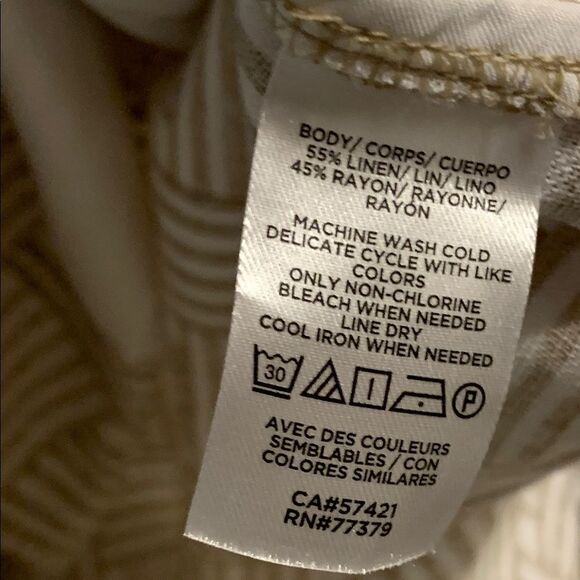 BODY/ CORPS/ CUERPO
55% LINEN/ LIN/ LINO
45% RAYON/ RAYONNE/
RAYÓN
MACHINE WASH COLD
DELICATE CYCLE WITH LIKE
COLORS
ONLY NON-CHLORINE
BLEACH WHEN NEEDED
LINE DRY
COOL IRON WHEN NEEDED
30 P
AVEC DES COULEURS
SEMBLABLES / CON
COLORES SIMILARES
CA#57421
RN#77379